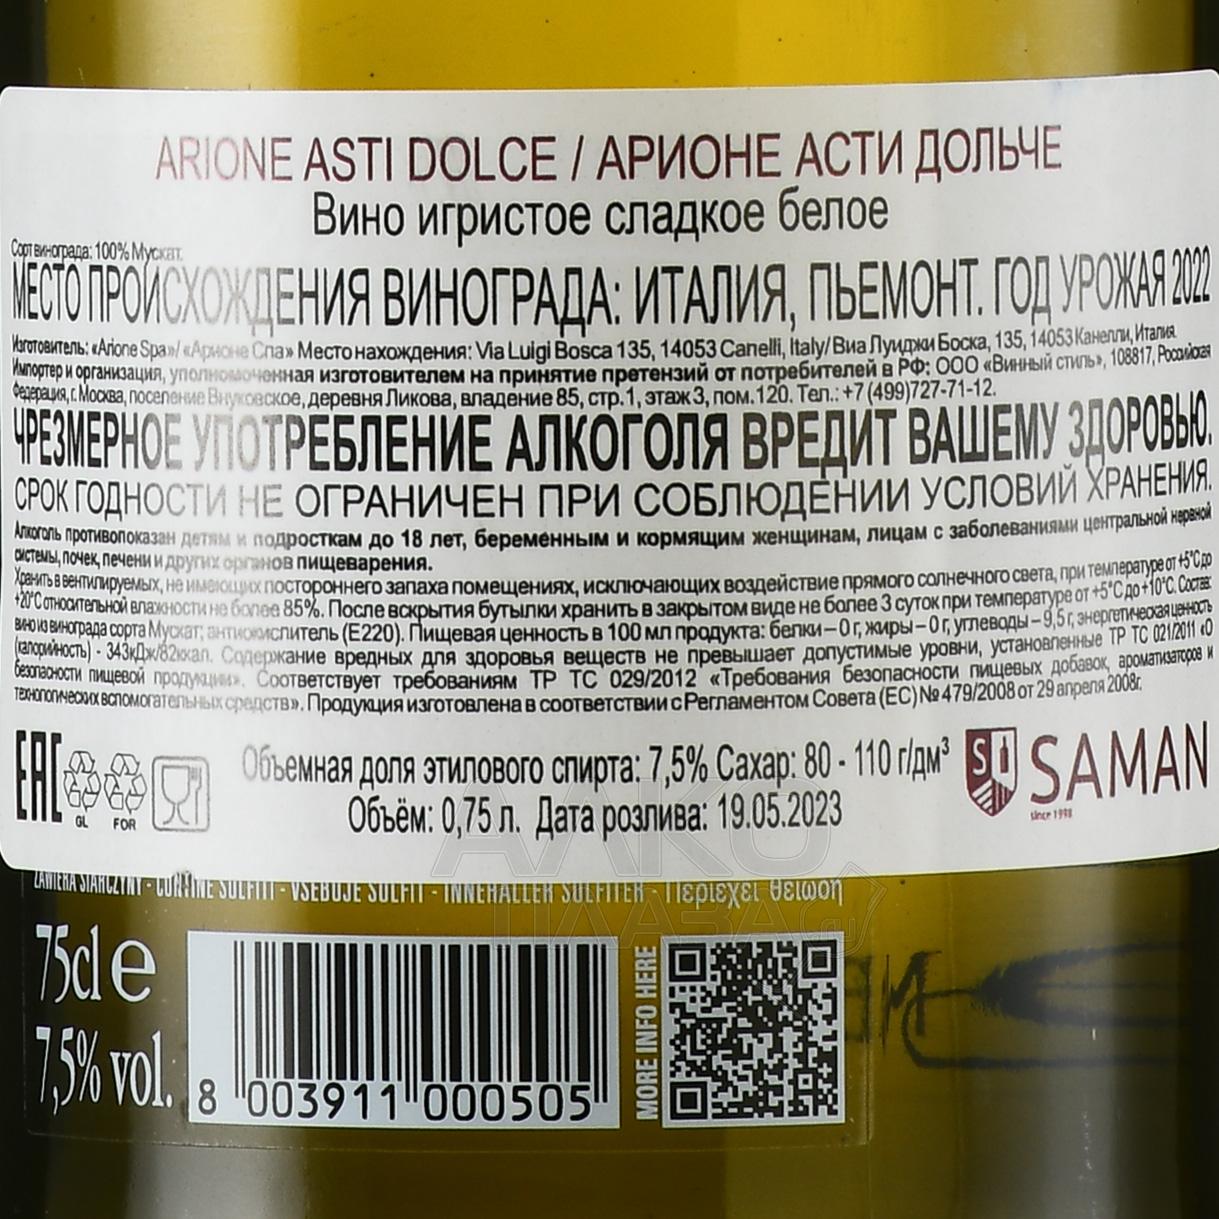 ARIONE ASTI DOLCE / АРИОНЕ АСТИ ДОЛЬЧЕ
Вино игристое сладкое белое
Сорт винограда: 100% Мускат.
МЕСТО ПРОИСХОЖДЕНИЯ ВИНОГРАДА: ИТАЛИЯ, ПЬЕМОНТ. ГОД УРОЖАЯ 2022
Изготовитель: «Arione Spa»/ «Арионе Спа» Место нахождения: Via Luigi Bosca 135, 14053 Canelli, Italy/ Виа Луиджи Боска, 135, 14053 Канелли, Италия.
Импортер и организация, уполномоченная изготовителем на принятие претензий от потребителей в РФ: ООО «Винный стиль», 108817, Российская
Федерация, г. Москва, поселение Внуковское, деревня Ликова, владение 85, стр.1, этаж 3, пом.120. Тел.: +7 (499)727-71-12.
ЧРЕЗМЕРНОЕ УПОТРЕБЛЕНИЕ АЛКОГОЛЯ ВРЕДИТ ВАШЕМУ ЗДОРОВЬЮ.
СРОК ГОДНОСТИ НЕ ОГРАНИЧЕН ПРИ СОБЛЮДЕНИИ УСЛОВИЙ ХРАНЕНИЯ.
Алкоголь противопоказан детям и подросткам до 18 лет, беременным и кормящим женщинам, лицам с заболеваниями центральной нервной
системы, почек, печени и других органов пищеварения.
Хранить в вентилируемых, не имеющих постороннего запаха помещениях, исключающих воздействие прямого солнечного света, при температуре от +5°С до
+20°С относительной влажности не более 85%. После вскрытия бутылки хранить в закрытом виде не более 3 суток при температуре от +5°С до +10°С. Состав:
вино из винограда сорта Мускат; антиокислитель (Е220). Пищевая ценность в 100 мл продукта: белки – 0 г, жиры – 0 г, углеводы – 9,5 г, энергетическая ценность
(калорийность) - 343кДж/82ккал. Содержание вредных для здоровья веществ не превышает допустимые уровни, установленные ТР ТС 021/2011 «О
безопасности пищевой продукции». Соответствует требованиям ТР ТС 029/2012 «Требования безопасности пищевых добавок, ароматизаторов и
технологических вспомогательных средств». Продукция изготовлена в соответствии с Регламентом Совета (ЕС) № 479/2008 от 29 апреля 2008г.
EAC
GL
FOR
Объемная доля этилового спирта: 7,5% Сахар: 80 - 110 г/дм³
Объём: 0,75 л. Дата розлива: 19.05.2023
SAMAN
since 1998
ZAWIERA SIARCZYNY - CONTINE SULFITI - VSEBUJE SULFIT - INNEHALLER SULFITER - Περιεχει θειωση
75cl e
7,5% vol.
8 003911 000505
MORE INFO HERE
АЛКО
ПЛАЗА